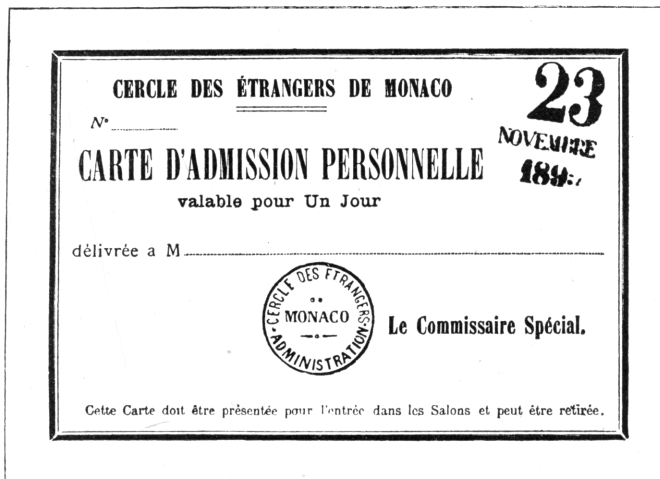 CERCLE DES ÉTRANGERS DE MONACO
N°
23
NOVEMBRE
CARTE D'ADMISSION PERSONNELLE
valable pour Un Jour
délivrée a M
CERCLE DES ETRANGERS
MONACO
ADMINISTRATION
Le Commissaire Spécial.
Cette Carte doit être présentée pour l'entrée dans les Salons et peut être retirée.